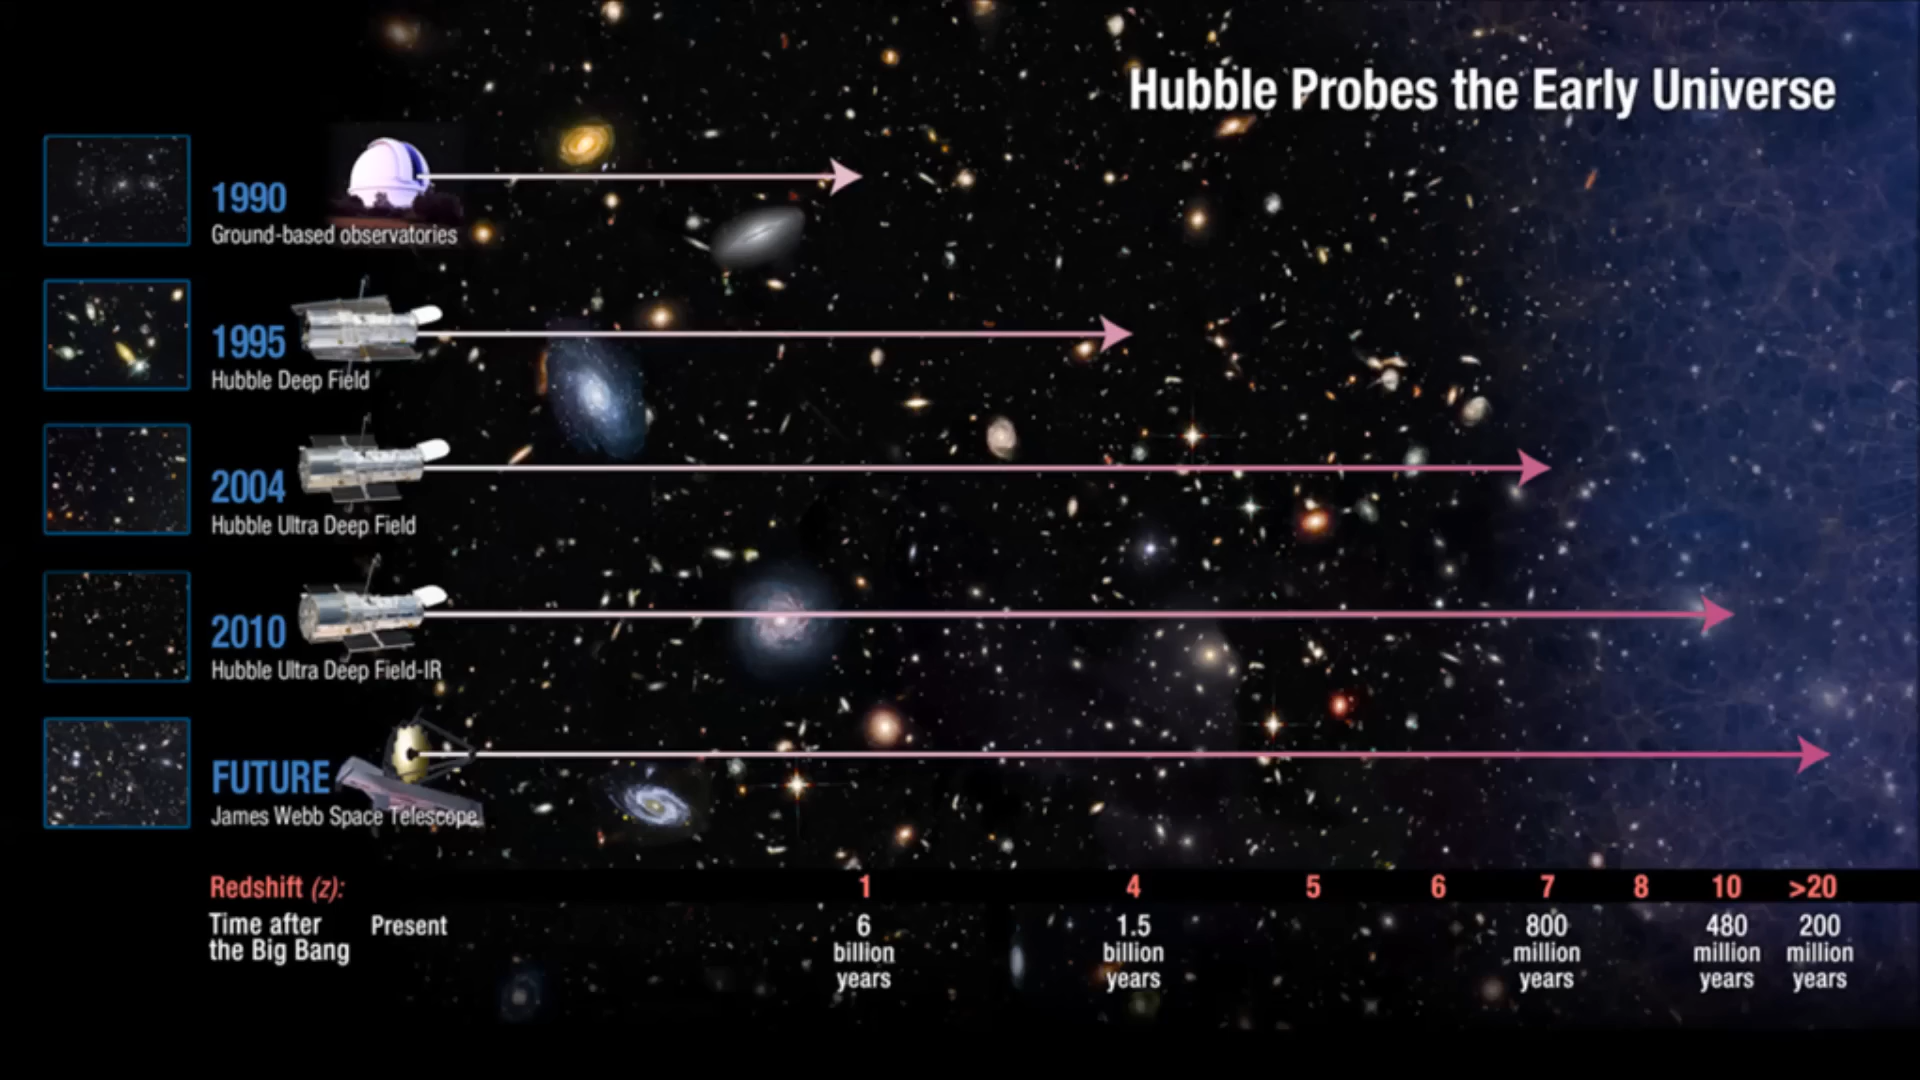 Hubble Probes the Early Universe
1990
Ground-based observatories
1995
Hubble Deep Field
2004
Hubble Ultra Deep Field
2010
Hubble Ultra Deep Field-IR
FUTURE
James Webb Space Telescope
Redshift (z): 1 4 5 6 7 8 10 >20
Time after
the Big Bang
Present
6
billion
years
1.5
billion
years
800
million
years
480
million
years
200
million
years